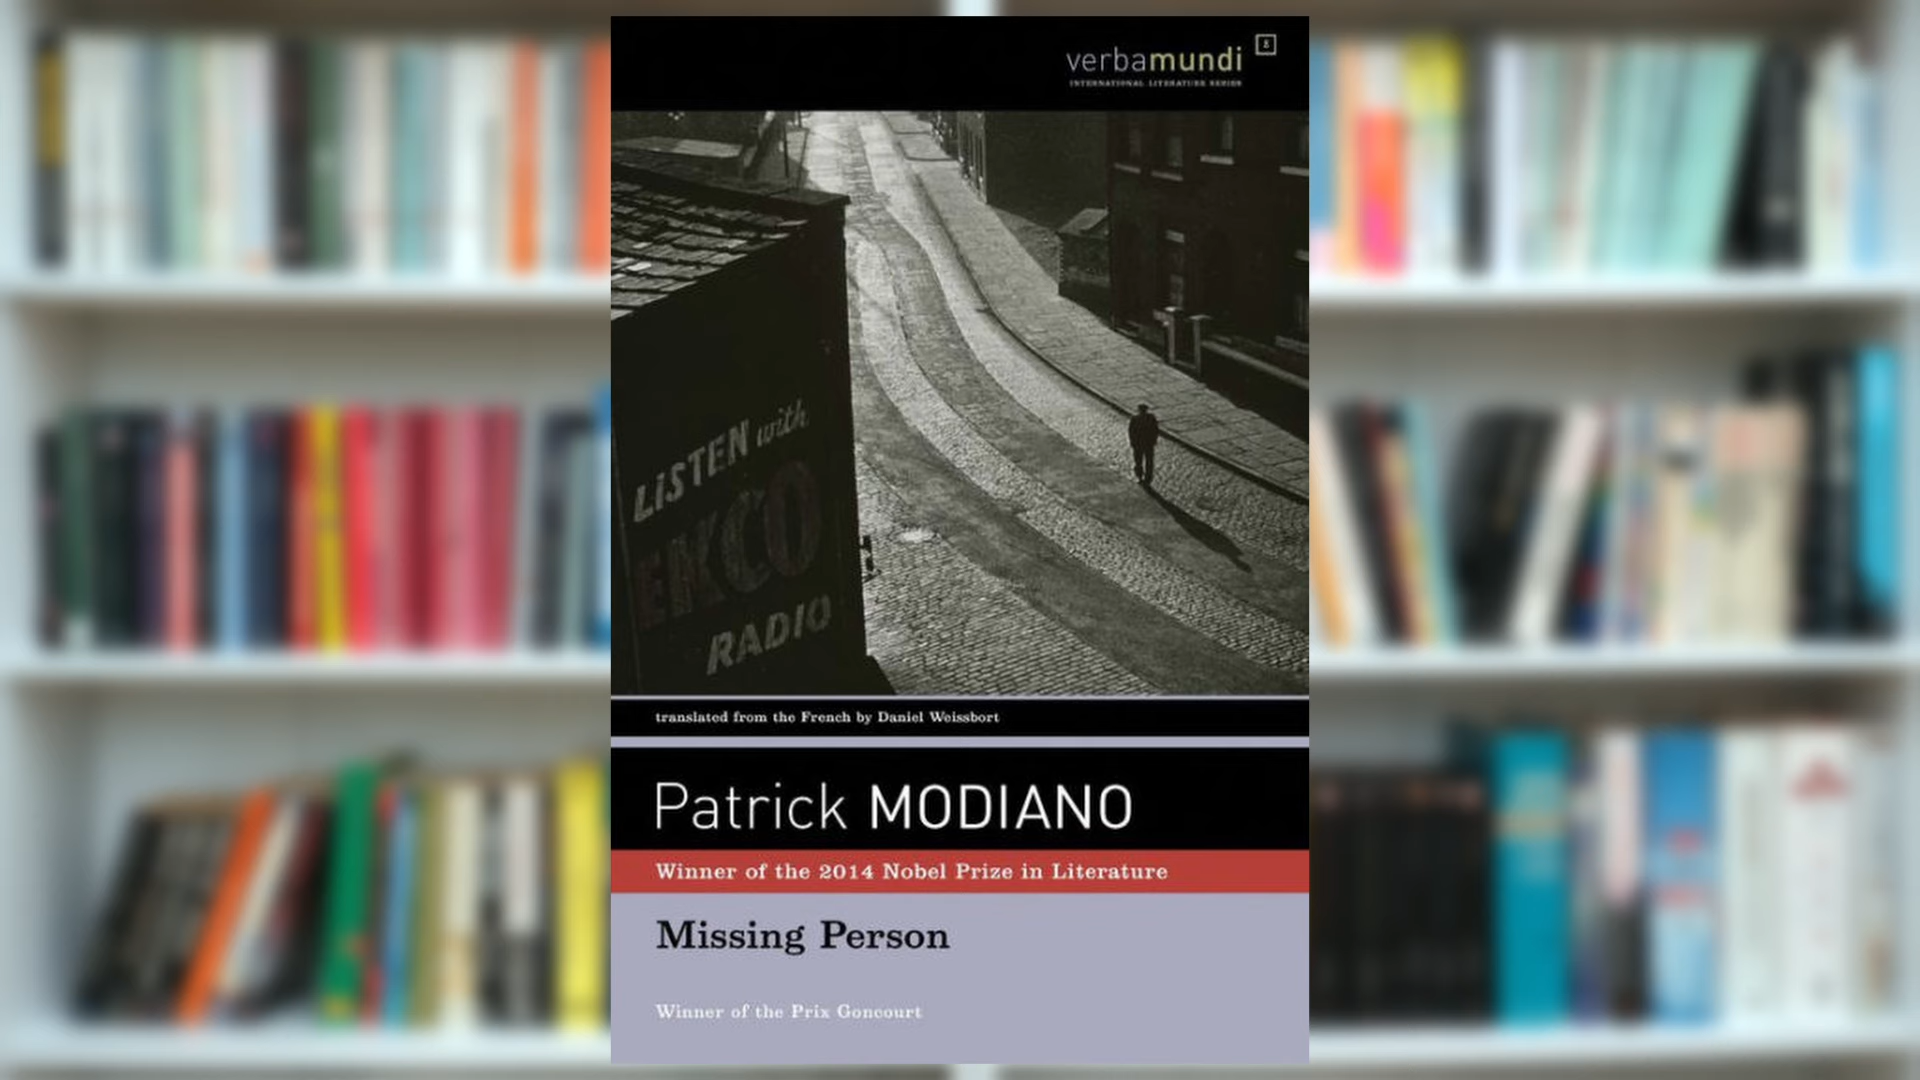 verbamundi
INTERNATIONAL LITERATURE SERIES
LISTEN with
EKCO
RADIO
translated from the French by Daniel Weissbort
Patrick MODIANO
Winner of the 2014 Nobel Prize in Literature
Missing Person
Winner of the Prix Goncourt